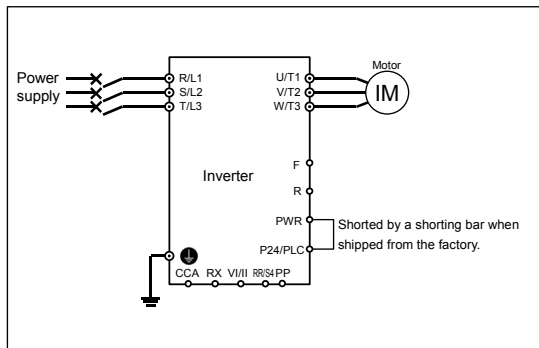 Power
supply
R/L1
S/L2
T/L3
U/T1
V/T2
W/T3
Motor
IM
F
Inverter
R
PWR
P24/PLC
Shorted by a shorting bar when
shipped from the factory.
CCA RX VI/II RR/S4 PP